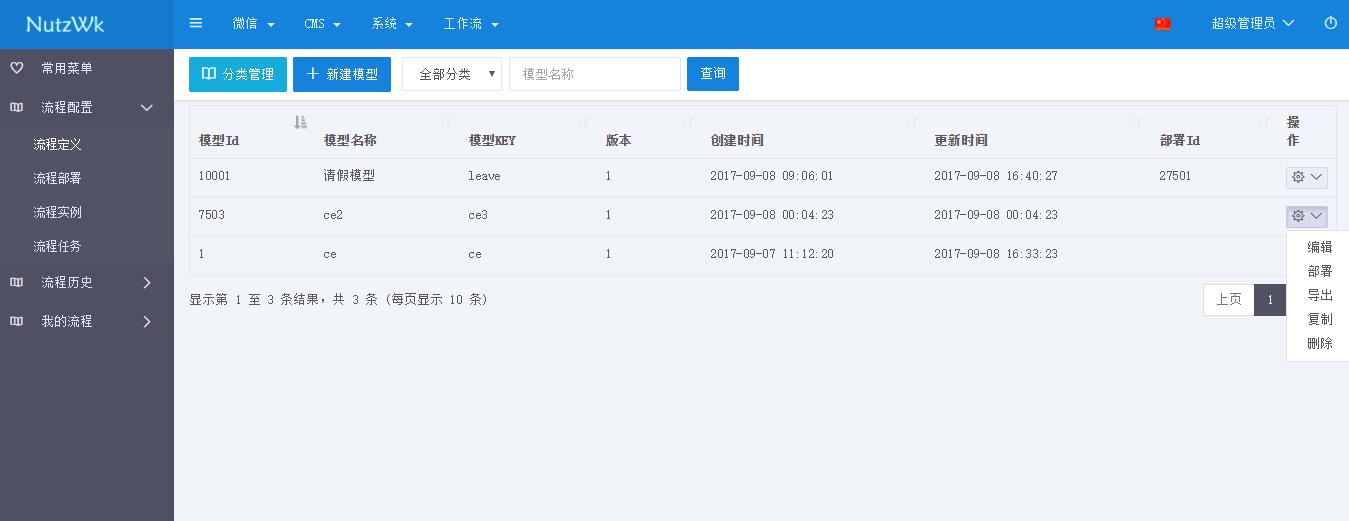 NutzWk 微信 CMS 系统 工作流 超级管理员
常用菜单
流程配置
流程定义
流程部署
流程实例
流程任务
流程历史
我的流程
分类管理 新建模型 全部分类 模型名称 查询
模型Id 模型名称 模型KEY 版本 创建时间 更新时间 部署Id 操作
10001 请假模型 leave 1 2017-09-08 09:06:01 2017-09-08 16:40:27 27501
7503 ce2 ce3 1 2017-09-08 00:04:23 2017-09-08 00:04:23
1 ce ce 1 2017-09-07 11:12:20 2017-09-08 16:33:23
编辑
部署
导出
复制
删除
显示第 1 至 3 条结果，共 3 条 (每页显示 10 条) 上页 1